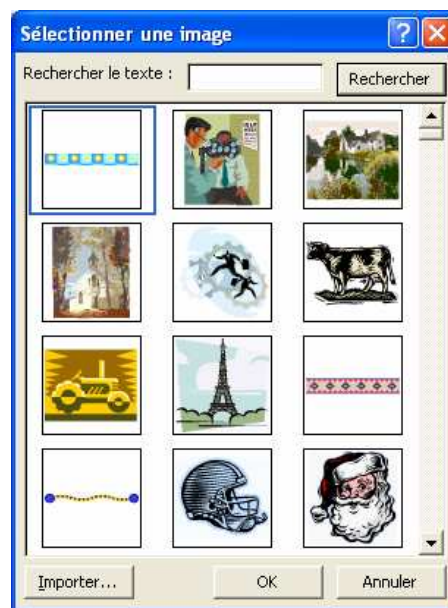 Sélectionner une image
Rechercher le texte :
Rechercher
Importer...
OK
Annuler